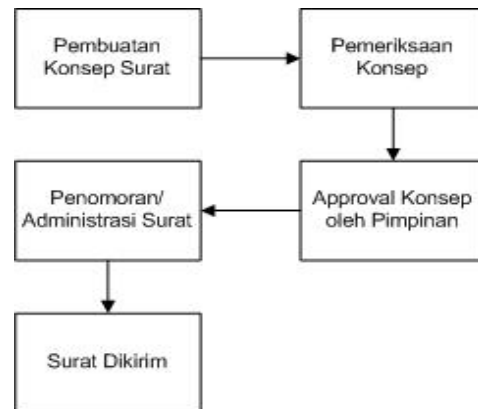 Pembuatan
Konsep Surat
Pemeriksaan
Konsep
Approval Konsep
oleh Pimpinan
Penomoran/
Administrasi Surat
Surat Dikirim